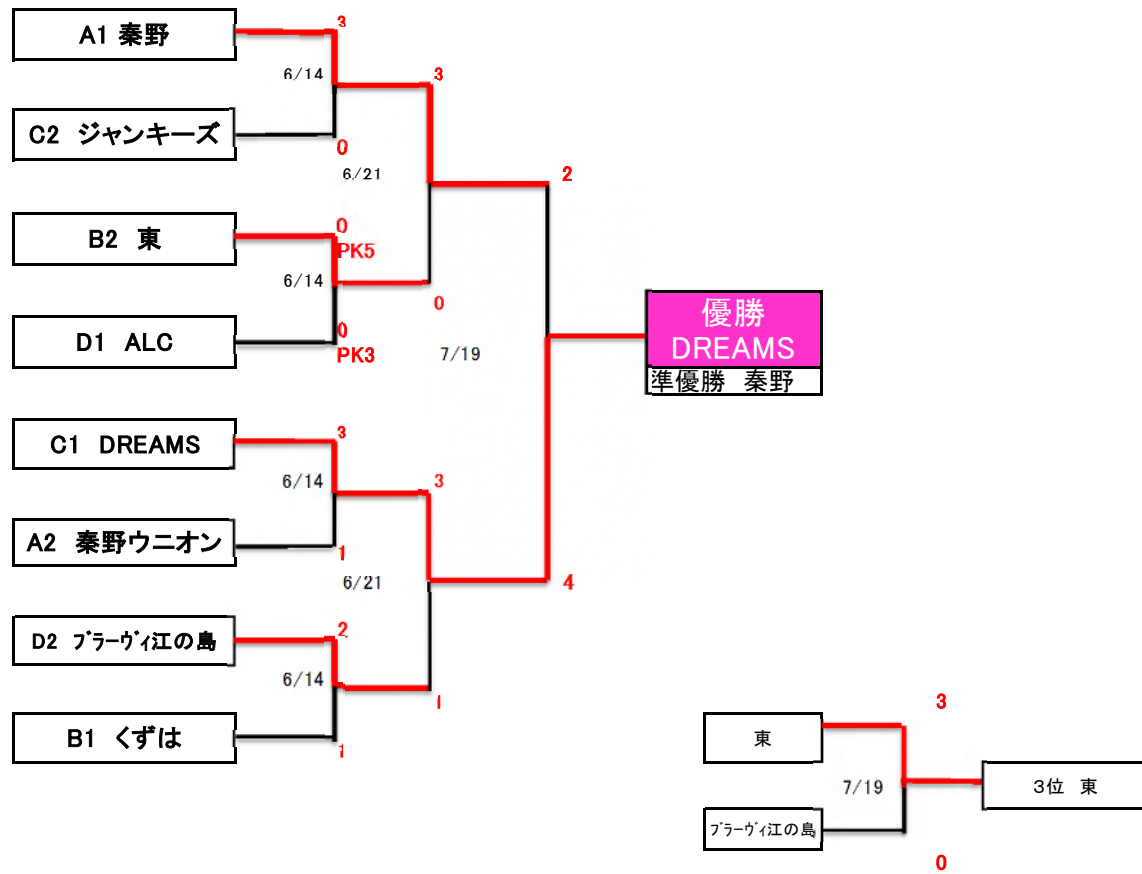 A1 秦野
3
6/14
3
C2 ジャンキーズ
0
6/21
2
B2 東
0
PK5
6/14
0
D1 ALC
0
PK3
7/19
優勝
DREAMS
準優勝 秦野
C1 DREAMS
3
6/14
3
A2 秦野ウニオン
1
6/21
4
D2 ﾌﾞﾗｰｳﾞｨ江の島
2
6/14
1
B1 くずは
1
3
東
7/19
3位 東
ﾌﾞﾗｰｳﾞｨ江の島
0